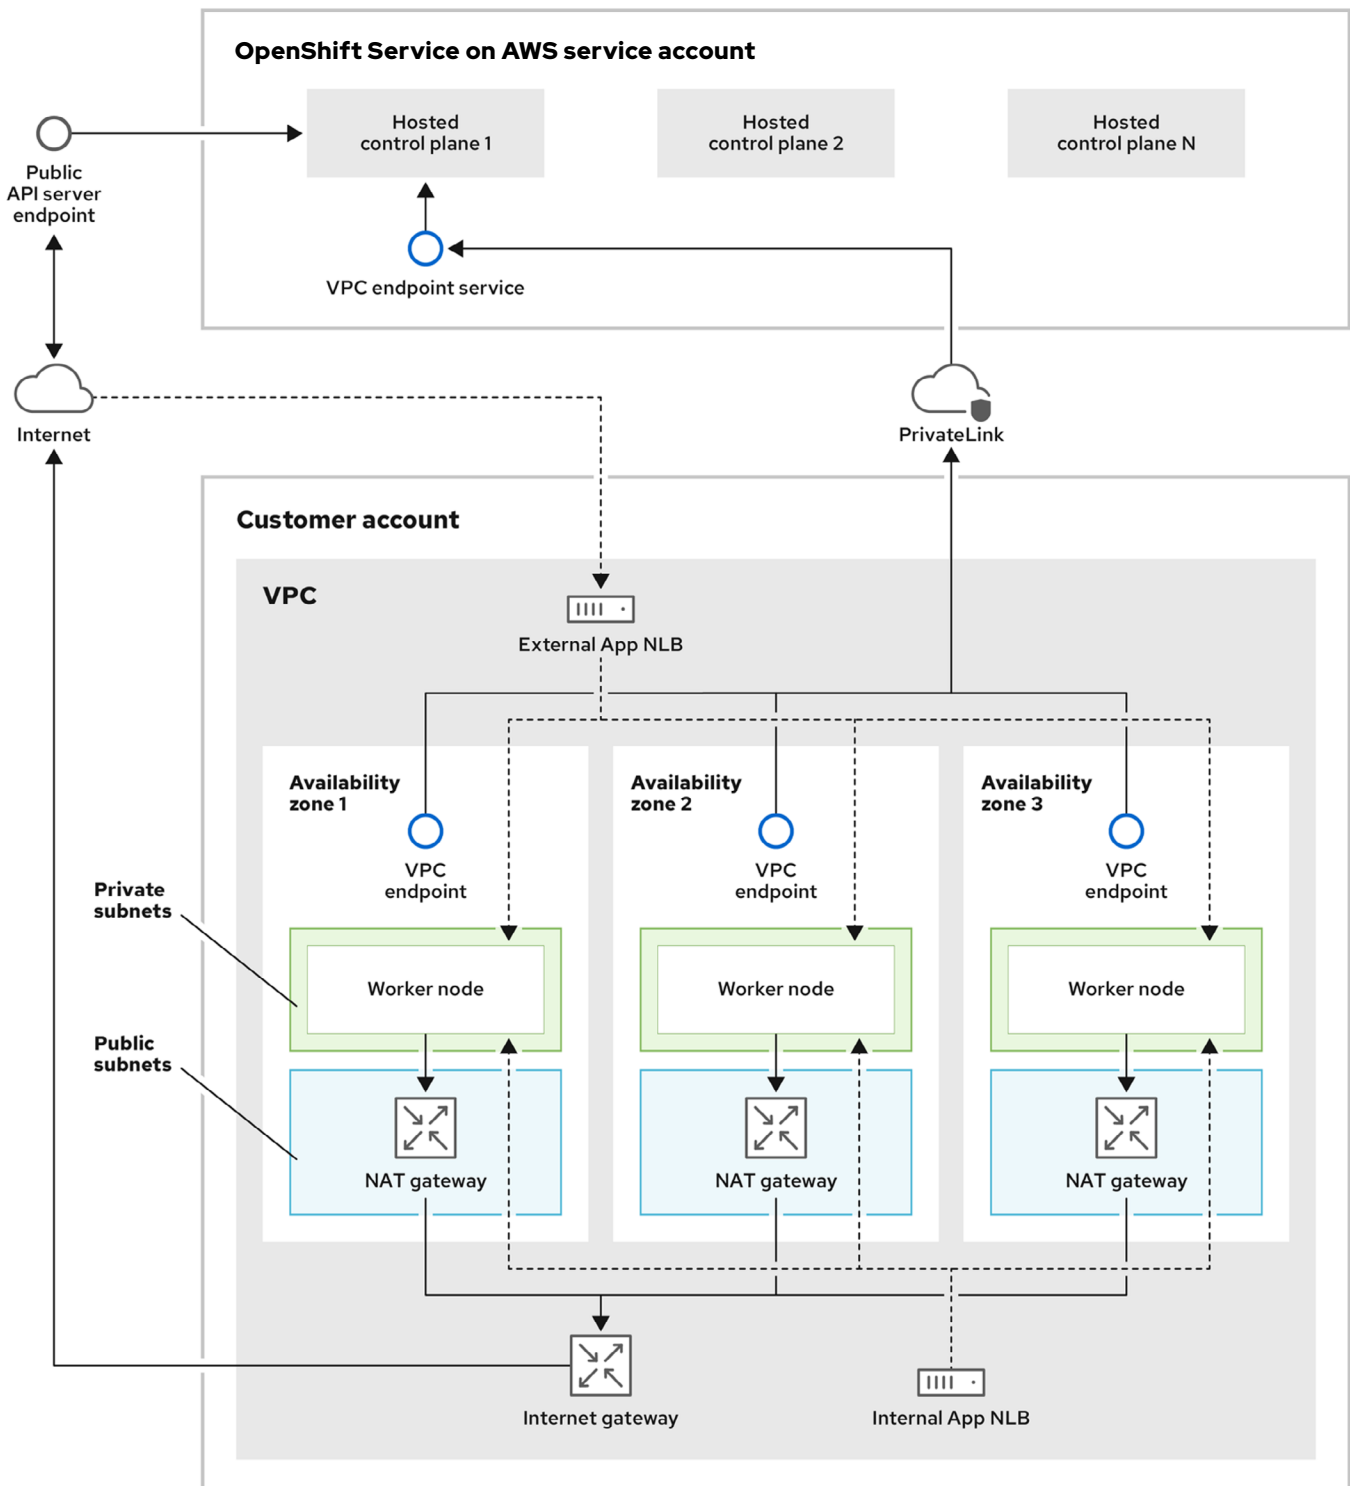 OpenShift Service on AWS service account
Hosted
control plane 1
Hosted
control plane 2
Hosted
control plane N
Public
API server
endpoint
VPC endpoint service
Internet
PrivateLink
Customer account
VPC
External App NLB
Availability
zone 1
Availability
zone 2
Availability
zone 3
VPC
endpoint
VPC
endpoint
VPC
endpoint
Private
subnets
Worker node
Worker node
Worker node
Public
subnets
NAT gateway
NAT gateway
NAT gateway
Internet gateway
Internal App NLB